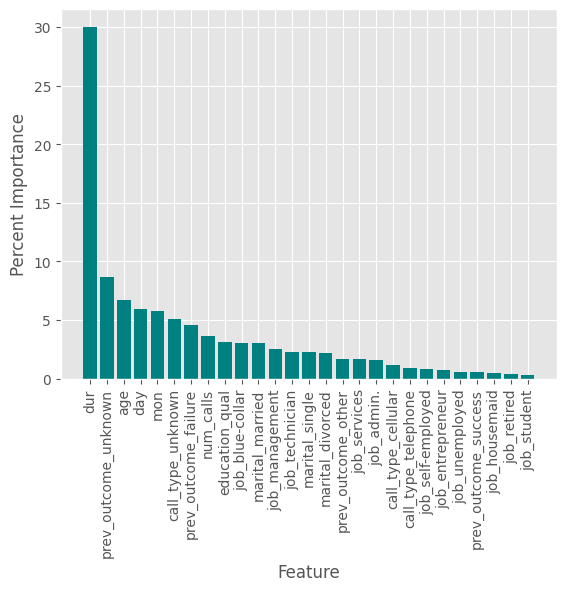 30
25
20
15
10
5
0
Percent Importance
dur
prev_outcome_unknown
age
day
mon
call_type_unknown
prev_outcome_failure
num_calls
education_qual
job_blue-collar
marital_married
job_management
job_technician
marital_single
marital_divorced
prev_outcome_other
job_services
job_admin.
call_type_cellular
call_type_telephone
job_self-employed
job_entrepreneur
job_unemployed
prev_outcome_success
job_housemaid
job_retired
job_student
Feature